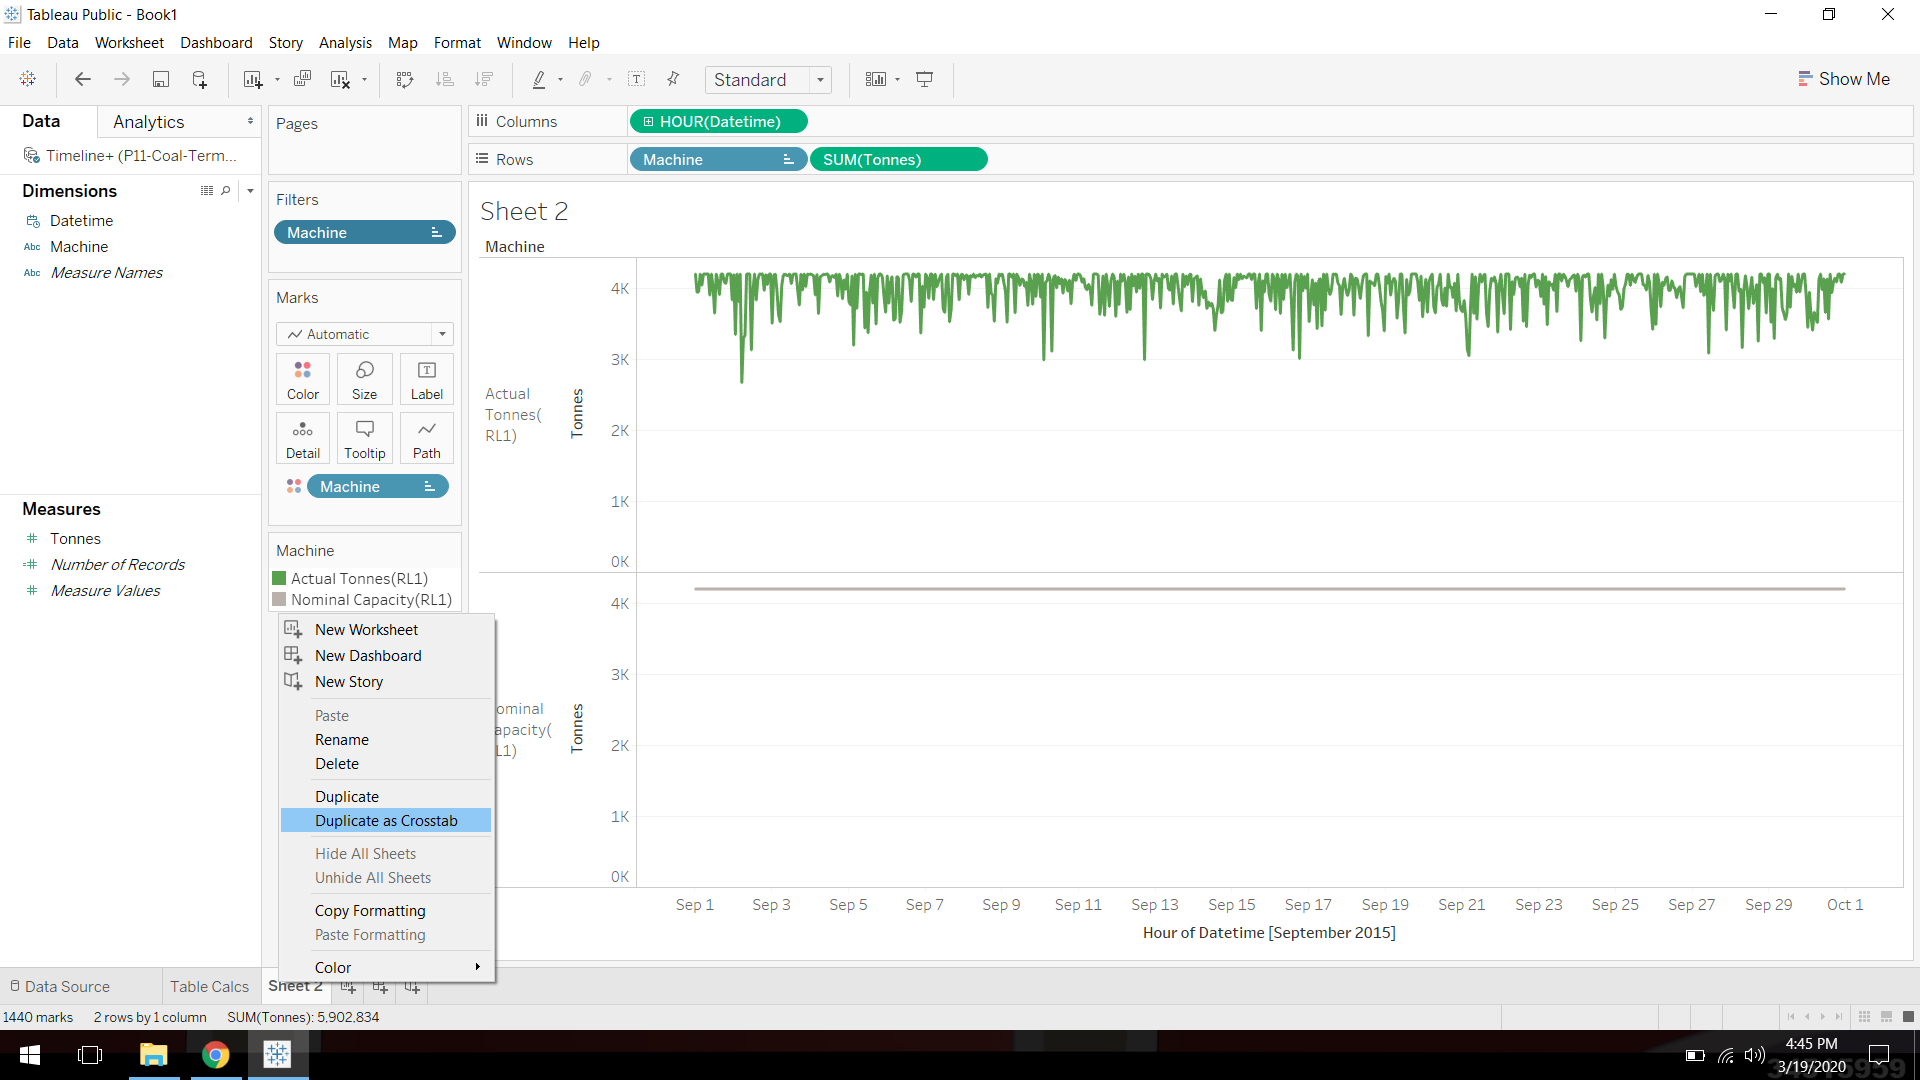 Tableau Public - Book1
File Data Worksheet Dashboard Story Analysis Map Format Window Help
Standard
Show Me
Data
Analytics
Timeline+ (P11-Coal-Term...
Dimensions
Datetime
Abc Machine
Abc Measure Names
Measures
Tonnes
Number of Records
Measure Values
Pages
Filters
Machine
Marks
Automatic
Color Size Label
Detail Tooltip Path
Machine
Machine
Actual Tonnes(RL1)
Nominal Capacity(RL1)
New Worksheet
New Dashboard
New Story
Paste
Rename
Delete
Duplicate
Duplicate as Crosstab
Hide All Sheets
Unhide All Sheets
Copy Formatting
Paste Formatting
Color
Columns
HOUR(Datetime)
Rows
Machine
SUM(Tonnes)
Sheet 2
Machine
Actual
Tonnes(
RL1)
Tonnes
4K
3K
2K
1K
0K
ominal
apacity(
L1)
Tonnes
4K
3K
2K
1K
0K
Sep 1 Sep 3 Sep 5 Sep 7 Sep 9 Sep 11 Sep 13 Sep 15 Sep 17 Sep 19 Sep 21 Sep 23 Sep 25 Sep 27 Sep 29 Oct 1
Hour of Datetime [September 2015]
Data Source
Table Calcs
Sheet 2
1440 marks 2 rows by 1 column SUM(Tonnes): 5,902,834
4:45 PM
3/19/2020